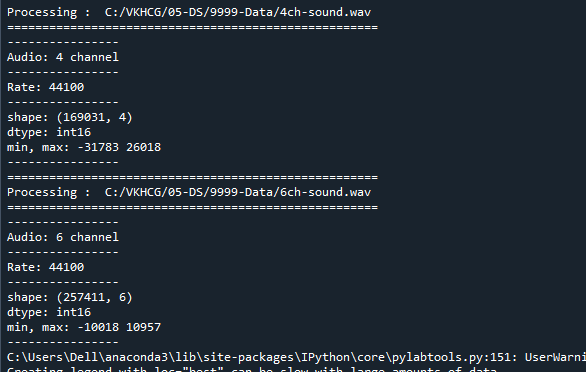 Processing :  C:/VKHCG/05-DS/9999-Data/4ch-sound.wav
=====================================================
----------------
Audio: 4 channel
----------------
Rate: 44100
----------------
shape: (169031, 4)
dtype: int16
min, max: -31783 26018
----------------
=====================================================
Processing :  C:/VKHCG/05-DS/9999-Data/6ch-sound.wav
=====================================================
----------------
Audio: 6 channel
----------------
Rate: 44100
----------------
shape: (257411, 6)
dtype: int16
min, max: -10018 10957
----------------
C:\Users\Dell\anaconda3\lib\site-packages\IPython\core\pylabtools.py:151: UserWarni
Creating legend with loc="best" can be slow with large amounts of data.